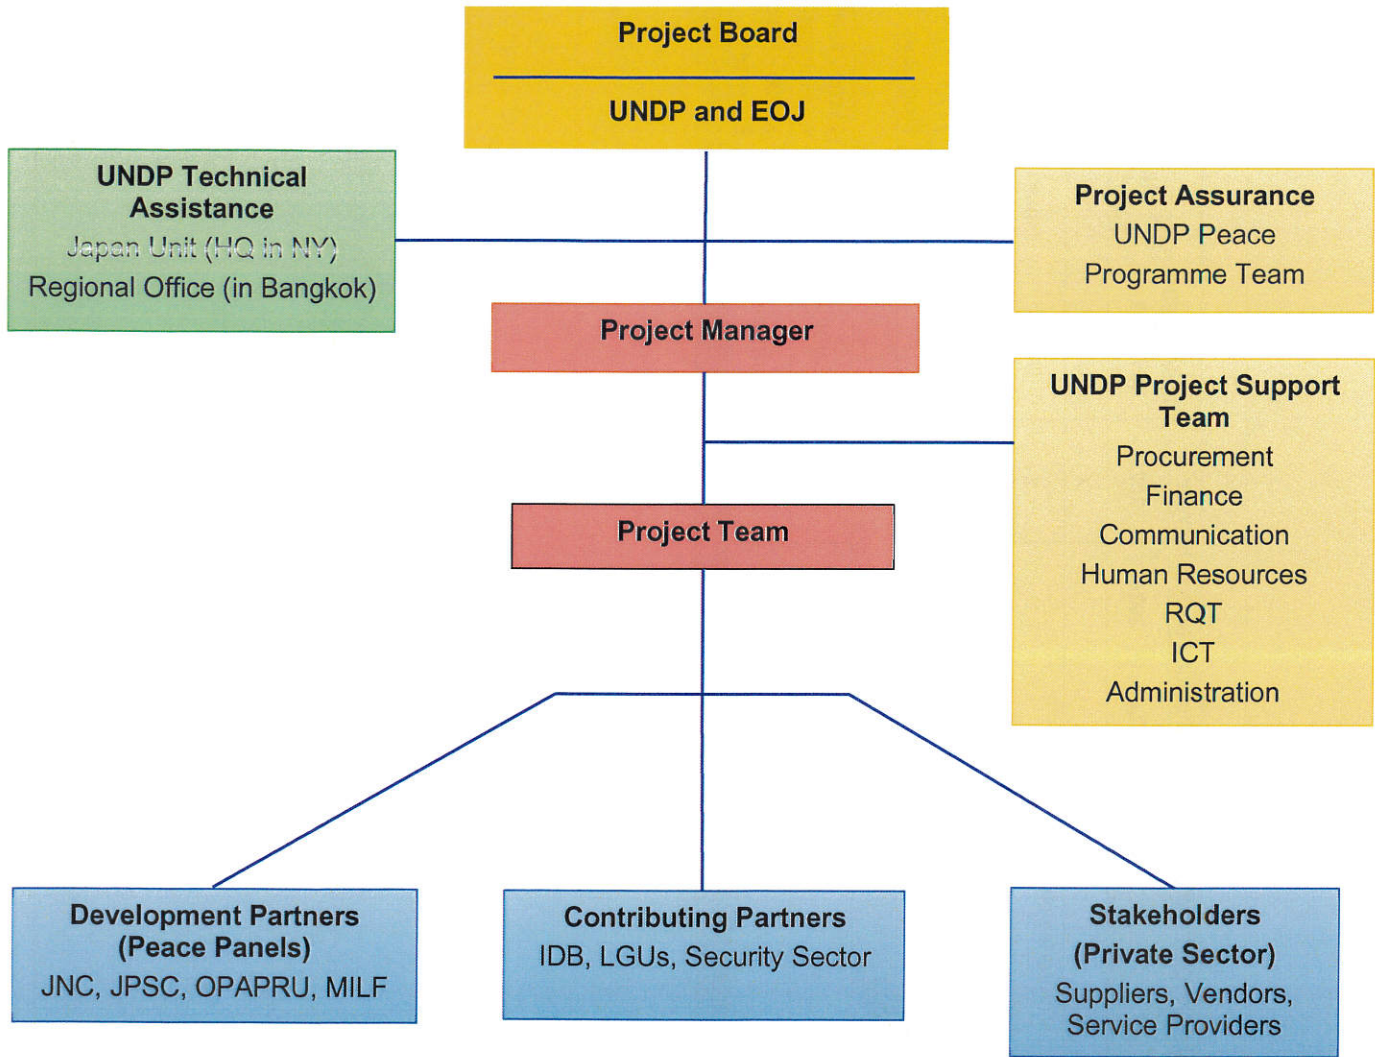 Project Board
UNDP and EOJ
UNDP Technical
Assistance
Japan Unit (HQ in NY)
Regional Office (in Bangkok)
Project Assurance
UNDP Peace
Programme Team
Project Manager
UNDP Project Support
Team
Procurement
Finance
Communication
Human Resources
RQT
ICT
Administration
Project Team
Development Partners
(Peace Panels)
JNC, JPSC, OPAPRU, MILF
Contributing Partners
IDB, LGUs, Security Sector
Stakeholders
(Private Sector)
Suppliers, Vendors,
Service Providers